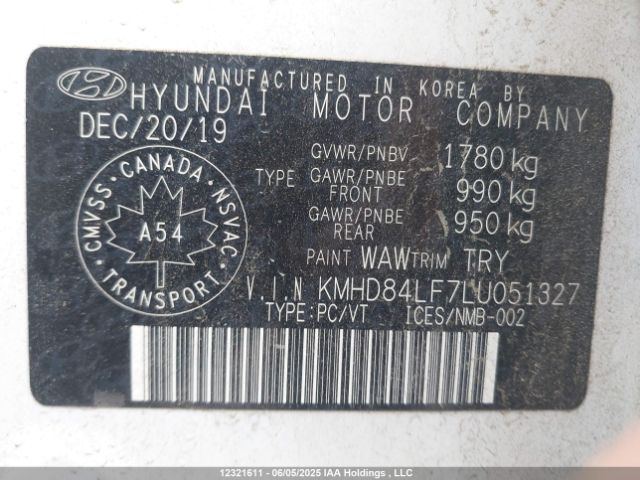 MANUFACTURED IN KOREA BY
HYUNDAI MOTOR COMPANY
DEC/20/19
GVWR/PNBV 1780 kg
TYPE GAWR/PNBE FRONT 990 kg
GAWR/PNBE REAR 950 kg
PAINT WAW TRIM TRY
CMVSS • CANADA • NSVAC • TRANSPORT •
A54
V.I.N KMHD84LF7LU051327
TYPE:PC/VT ICES/NMB-002
12321611 - 06/05/2025 IAA Holdings , LLC